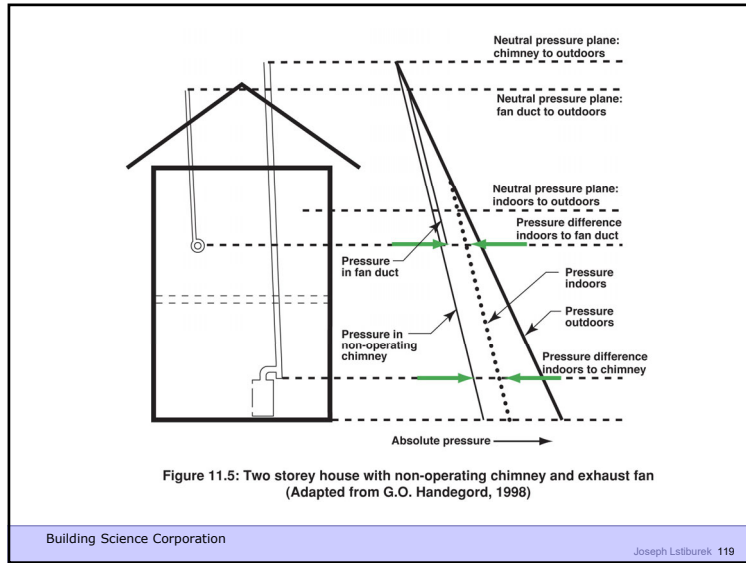 Neutral pressure plane:
chimney to outdoors
Neutral pressure plane:
fan duct to outdoors
Neutral pressure plane:
indoors to outdoors
Pressure difference
indoors to fan duct
Pressure
in fan duct
Pressure
indoors
Pressure
outdoors
Pressure in
non-operating
chimney
Pressure difference
indoors to chimney
Absolute pressure
Figure 11.5: Two storey house with non-operating chimney and exhaust fan
(Adapted from G.O. Handegord, 1998)
Building Science Corporation
Joseph Lstiburek 119